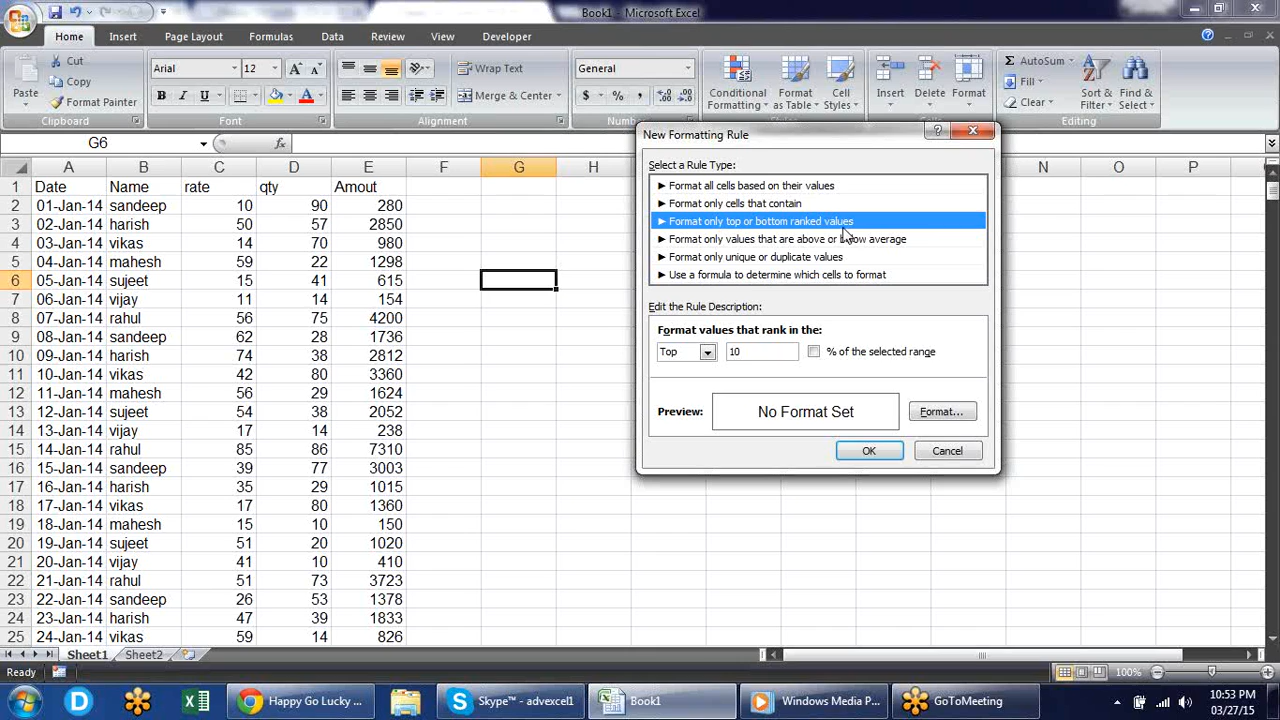 Book1 - Microsoft Excel
Home Insert Page Layout Formulas Data Review View Developer
Paste Cut Copy Format Painter
Clipboard
Arial 12
B I U A
Font
Wrap Text
Merge & Center
Alignment
General
$ % ,
Conditional Formatting
Format as Table
Cell Styles
Insert Delete Format
Cells
AutoSum
Fill
Clear
Sort & Filter
Find & Select
Editing
G6 fx
A B C D E F G H N O P
1 Date Name rate qty Amout
2 01-Jan-14 sandeep 10 90 280
3 02-Jan-14 harish 50 57 2850
4 03-Jan-14 vikas 14 70 980
5 04-Jan-14 mahesh 59 22 1298
6 05-Jan-14 sujeet 15 41 615
7 06-Jan-14 vijay 11 14 154
8 07-Jan-14 rahul 56 75 4200
9 08-Jan-14 sandeep 62 28 1736
10 09-Jan-14 harish 74 38 2812
11 10-Jan-14 vikas 42 80 3360
12 11-Jan-14 mahesh 56 29 1624
13 12-Jan-14 sujeet 54 38 2052
14 13-Jan-14 vijay 17 14 238
15 14-Jan-14 rahul 85 86 7310
16 15-Jan-14 sandeep 39 77 3003
17 16-Jan-14 harish 35 29 1015
18 17-Jan-14 vikas 17 80 1360
19 18-Jan-14 mahesh 15 10 150
20 19-Jan-14 sujeet 51 20 1020
21 20-Jan-14 vijay 41 10 410
22 21-Jan-14 rahul 51 73 3723
23 22-Jan-14 sandeep 26 53 1378
24 23-Jan-14 harish 47 39 1833
25 24-Jan-14 vikas 59 14 826
New Formatting Rule
Select a Rule Type:
► Format all cells based on their values
► Format only cells that contain
► Format only top or bottom ranked values
► Format only values that are above or below average
► Format only unique or duplicate values
► Use a formula to determine which cells to format
Edit the Rule Description:
Format values that rank in the:
Top 10 % of the selected range
Preview: No Format Set Format...
OK Cancel
Sheet1 Sheet2
Ready 100%
Happy Go Lucky ... Skype™ - advexcel1 Book1 Windows Media P... GoToMeeting
10:53 PM
03/27/15